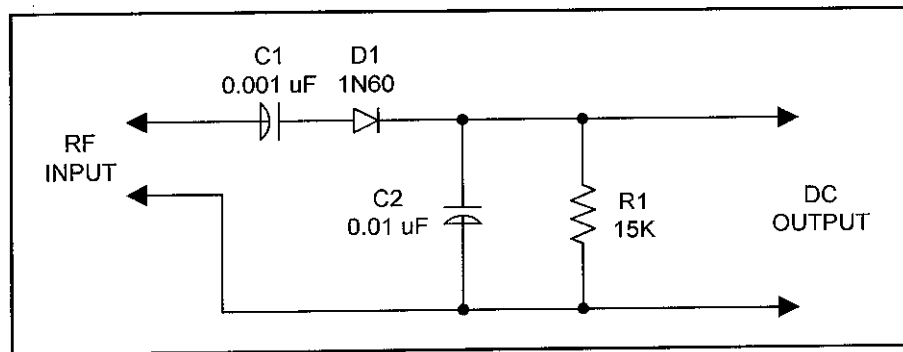 C1
0.001 uF
D1
1N60
RF
INPUT
C2
0.01 uF
R1
15K
DC
OUTPUT